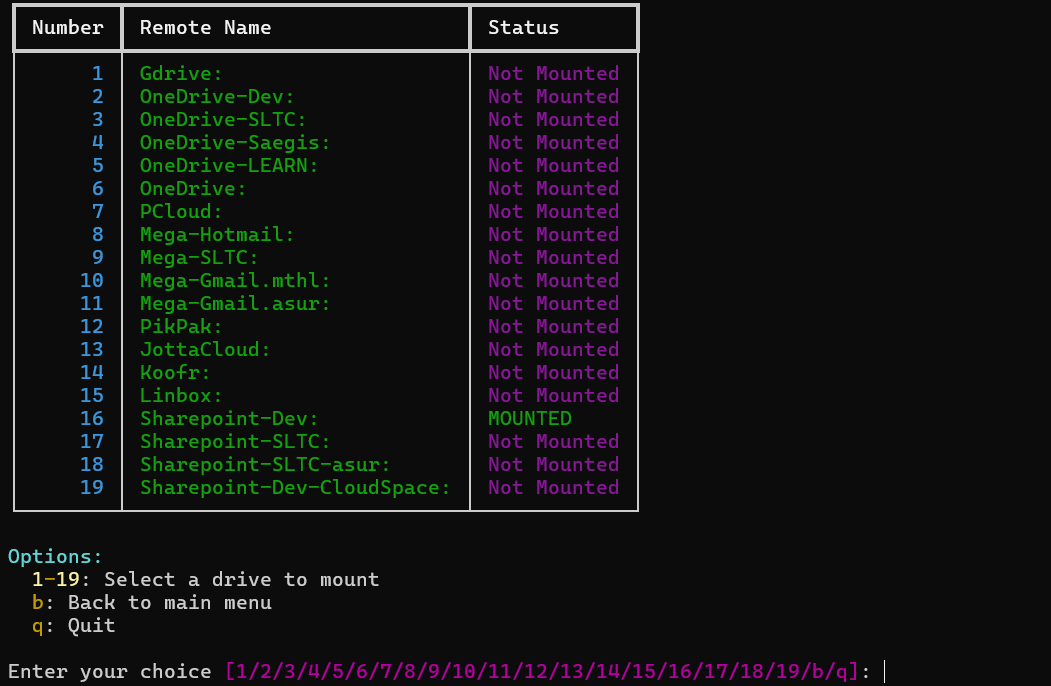 Number Remote Name Status
1 Gdrive: Not Mounted
2 OneDrive-Dev: Not Mounted
3 OneDrive-SLTC: Not Mounted
4 OneDrive-Saegis: Not Mounted
5 OneDrive-LEARN: Not Mounted
6 OneDrive: Not Mounted
7 PCloud: Not Mounted
8 Mega-Hotmail: Not Mounted
9 Mega-SLTC: Not Mounted
10 Mega-Gmail.mthl: Not Mounted
11 Mega-Gmail.asur: Not Mounted
12 PikPak: Not Mounted
13 JottaCloud: Not Mounted
14 Koofr: Not Mounted
15 Linbox: Not Mounted
16 Sharepoint-Dev: MOUNTED
17 Sharepoint-SLTC: Not Mounted
18 Sharepoint-SLTC-asur: Not Mounted
19 Sharepoint-Dev-CloudSpace: Not Mounted
Options:
1-19: Select a drive to mount
b: Back to main menu
q: Quit
Enter your choice [1/2/3/4/5/6/7/8/9/10/11/12/13/14/15/16/17/18/19/b/q]: